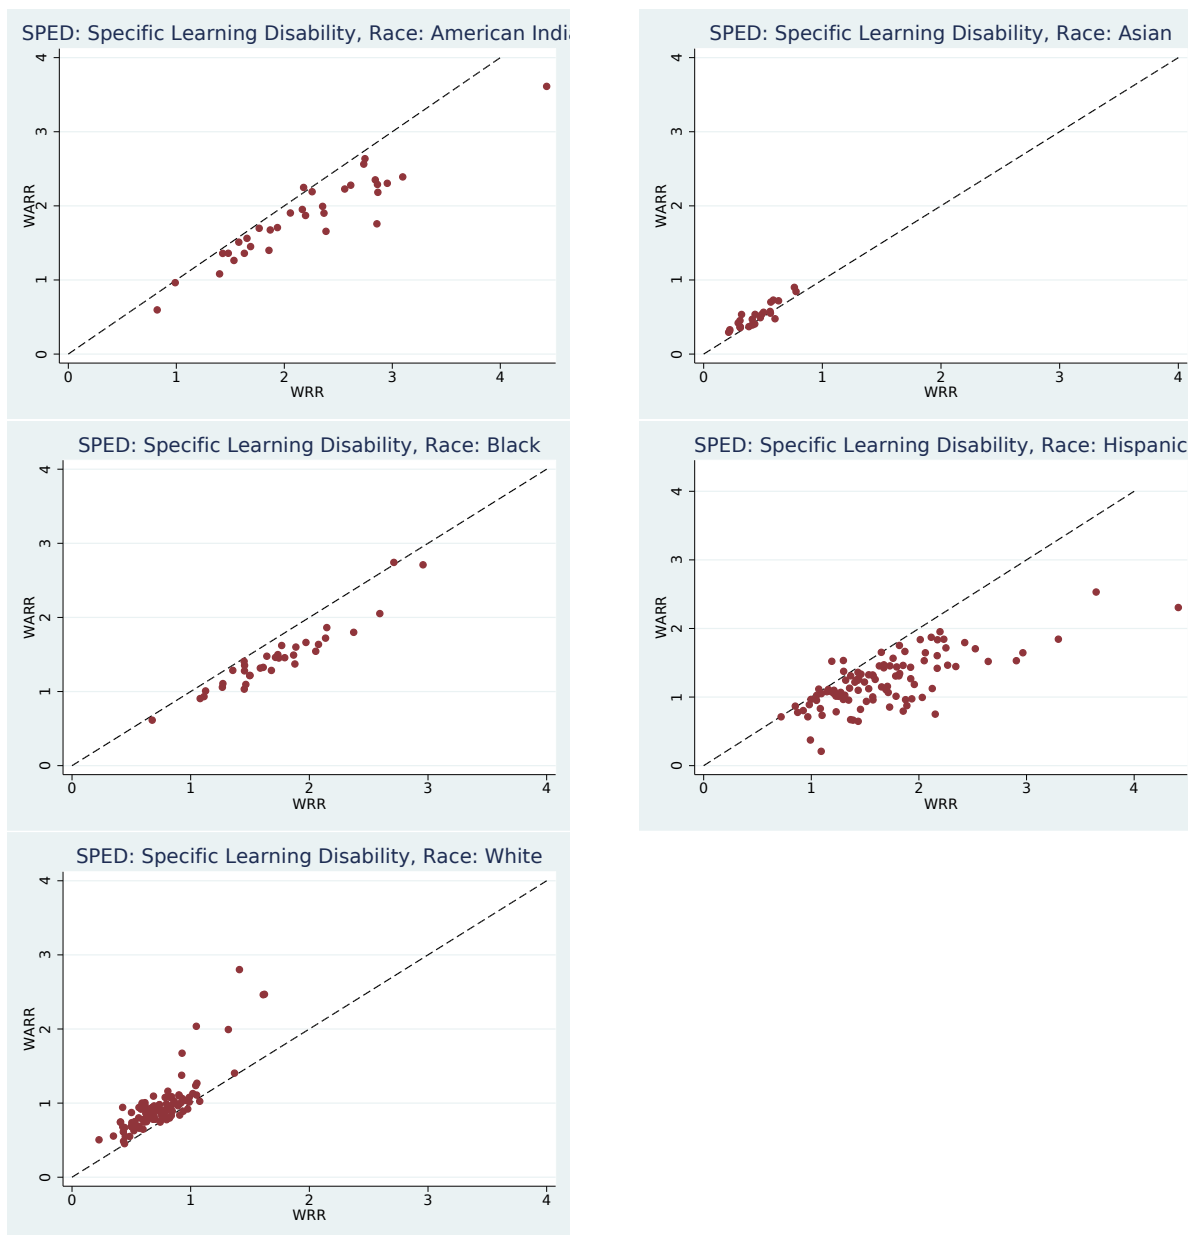 SPED: Specific Learning Disability, Race: American India
4
3
2
1
0
WARR
0 1 2 3 4
WRR
SPED: Specific Learning Disability, Race: Asian
4
3
2
1
0
WARR
0 1 2 3 4
WRR
SPED: Specific Learning Disability, Race: Black
4
3
2
1
0
WARR
0 1 2 3 4
WRR
SPED: Specific Learning Disability, Race: Hispanic
4
3
2
1
0
WARR
0 1 2 3 4
WRR
SPED: Specific Learning Disability, Race: White
4
3
2
1
0
WARR
0 1 2 3 4
WRR